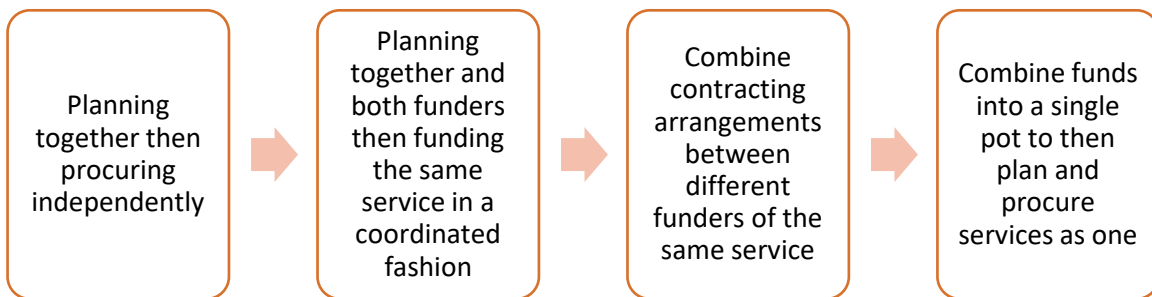 Planning
together then
procuring
independently
Planning
together and
both funders
then funding
the same
service in a
coordinated
fashion
Combine
contracting
arrangements
between
different
funders of the
same service
Combine funds
into a single
pot to then
plan and
procure
services as one